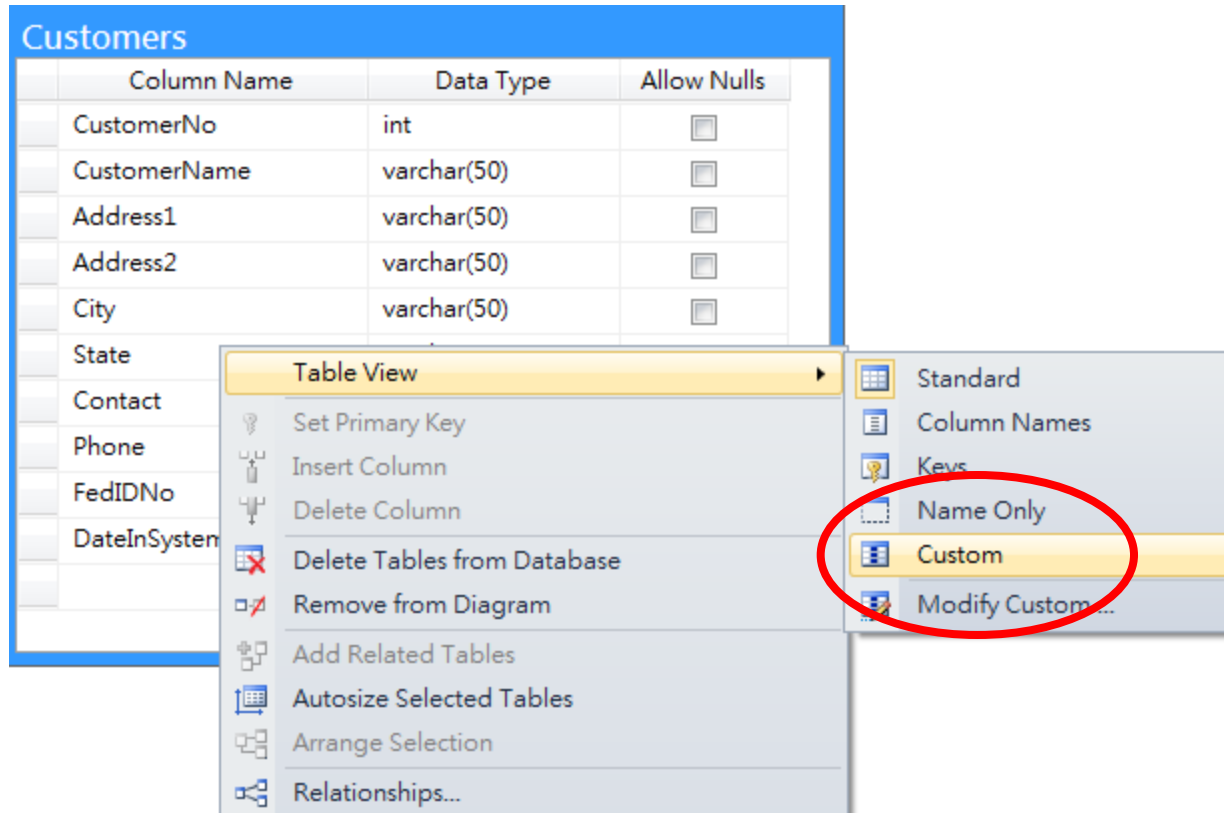 Customers
Column Name Data Type Allow Nulls
CustomerNo int
CustomerName varchar(50)
Address1 varchar(50)
Address2 varchar(50)
City varchar(50)
State
Contact
Phone
FedIDNo
DateInSystem
Table View
Set Primary Key
Insert Column
Delete Column
Delete Tables from Database
Remove from Diagram
Add Related Tables
Autosize Selected Tables
Arrange Selection
Relationships...
Standard
Column Names
Keys
Name Only
Custom
Modify Custom ...